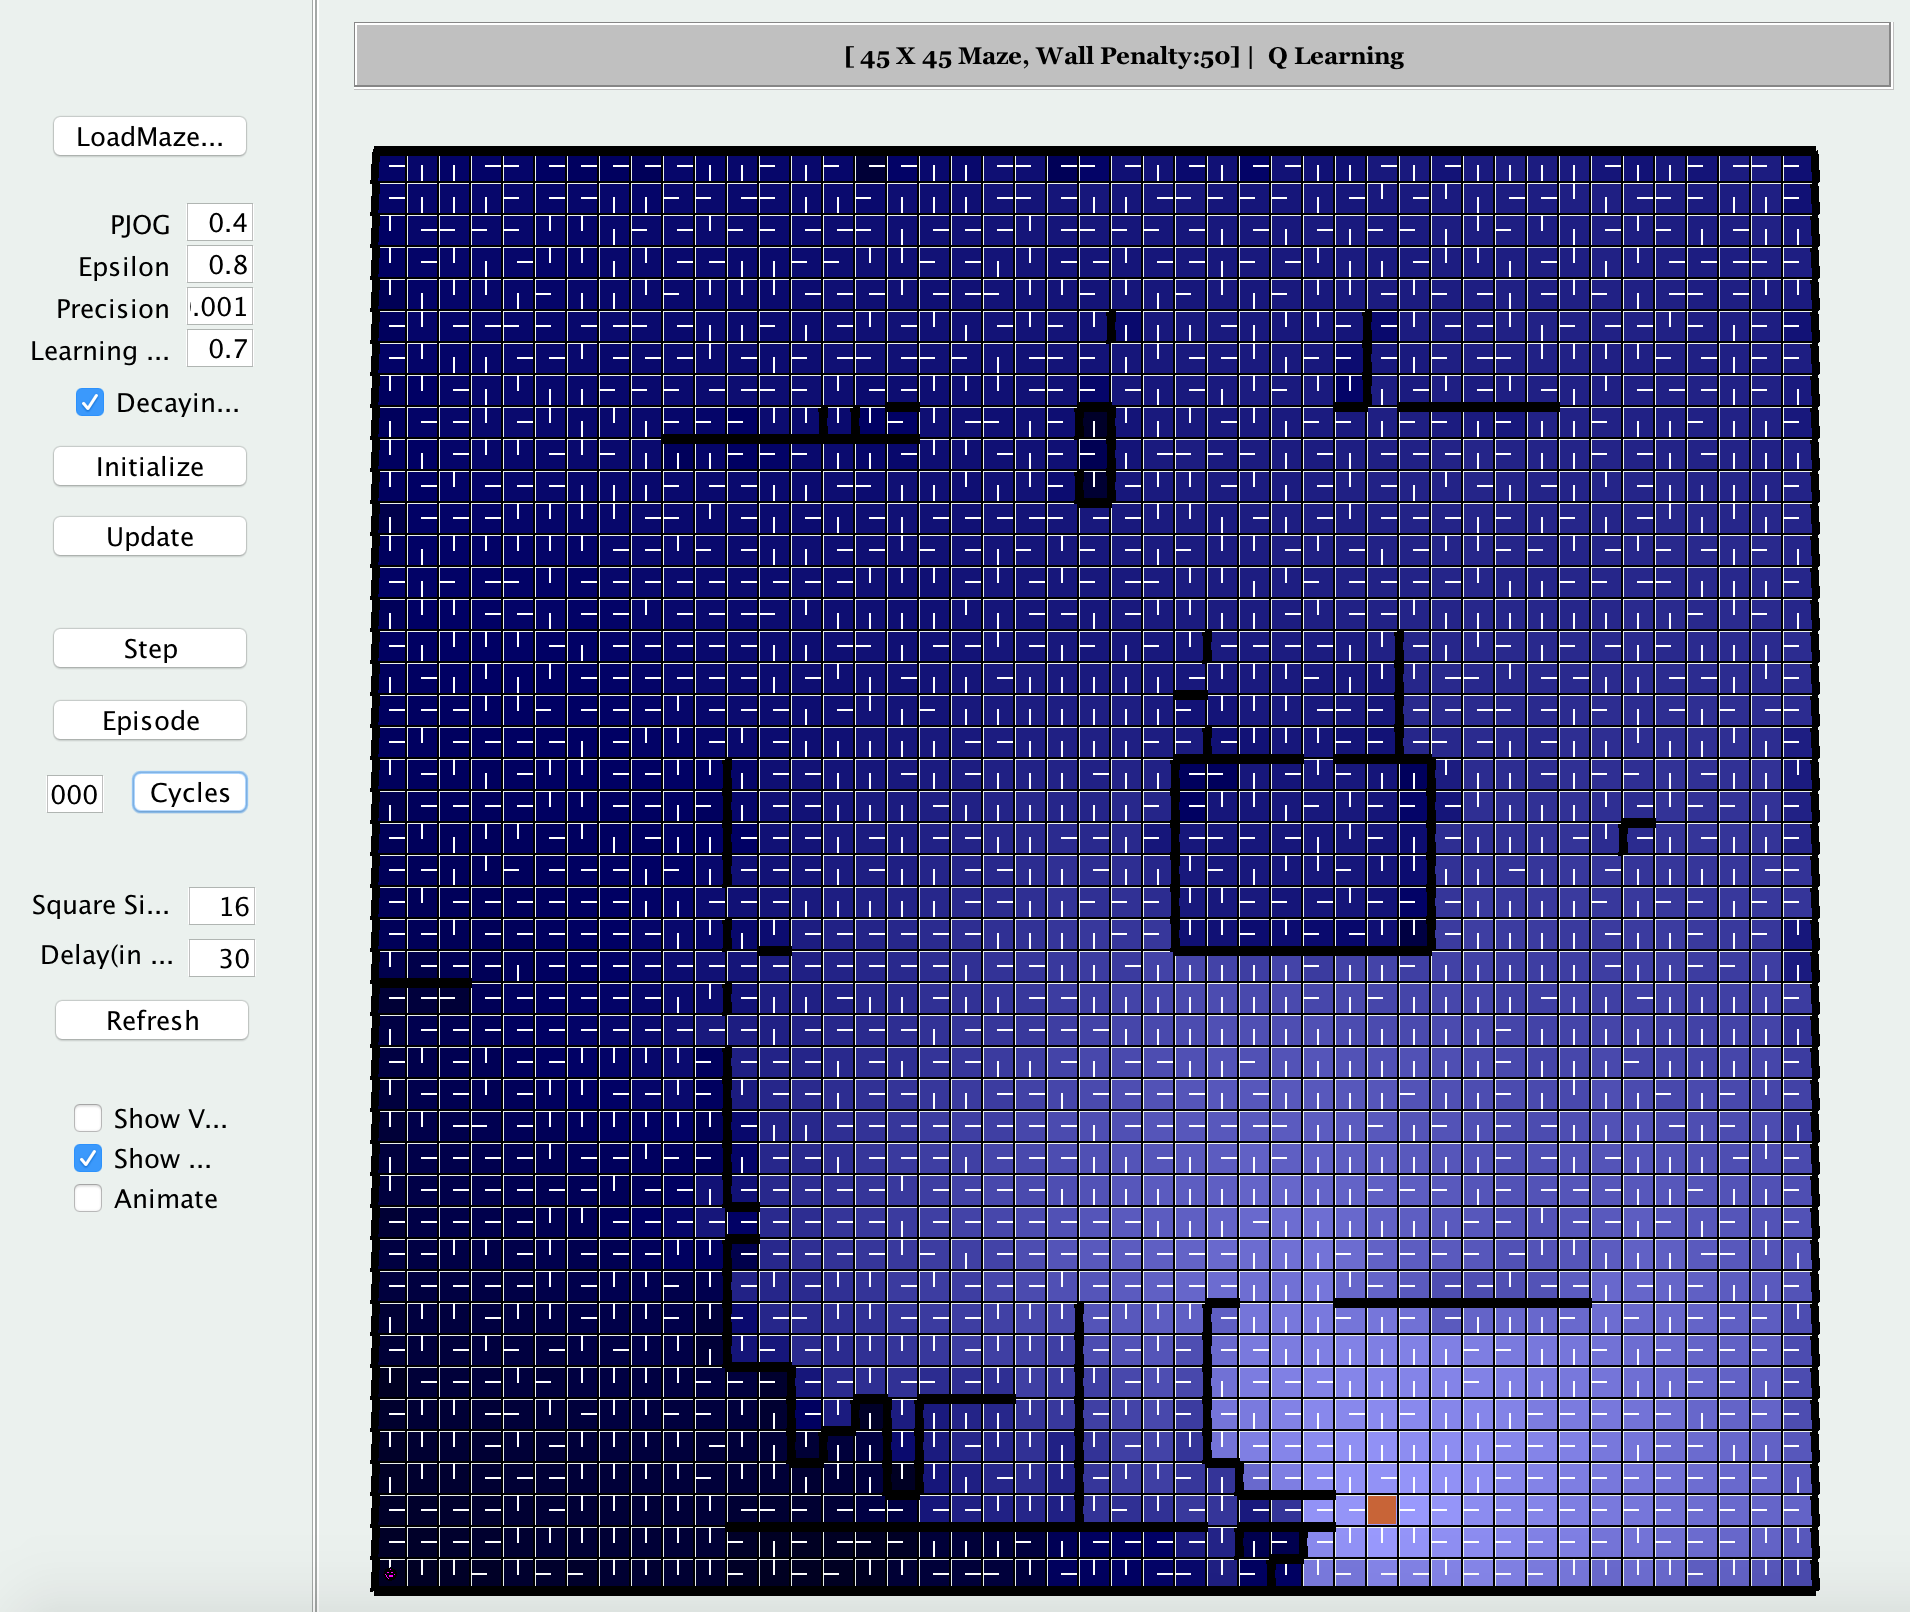 [ 45 X 45 Maze, Wall Penalty:50] | Q Learning
LoadMaze...
PJOG 0.4
Epsilon 0.8
Precision .001
Learning ... 0.7
Decayin...
Initialize
Update
Step
Episode
000 Cycles
Square Si... 16
Delay(in ... 30
Refresh
Show V...
Show ...
Animate